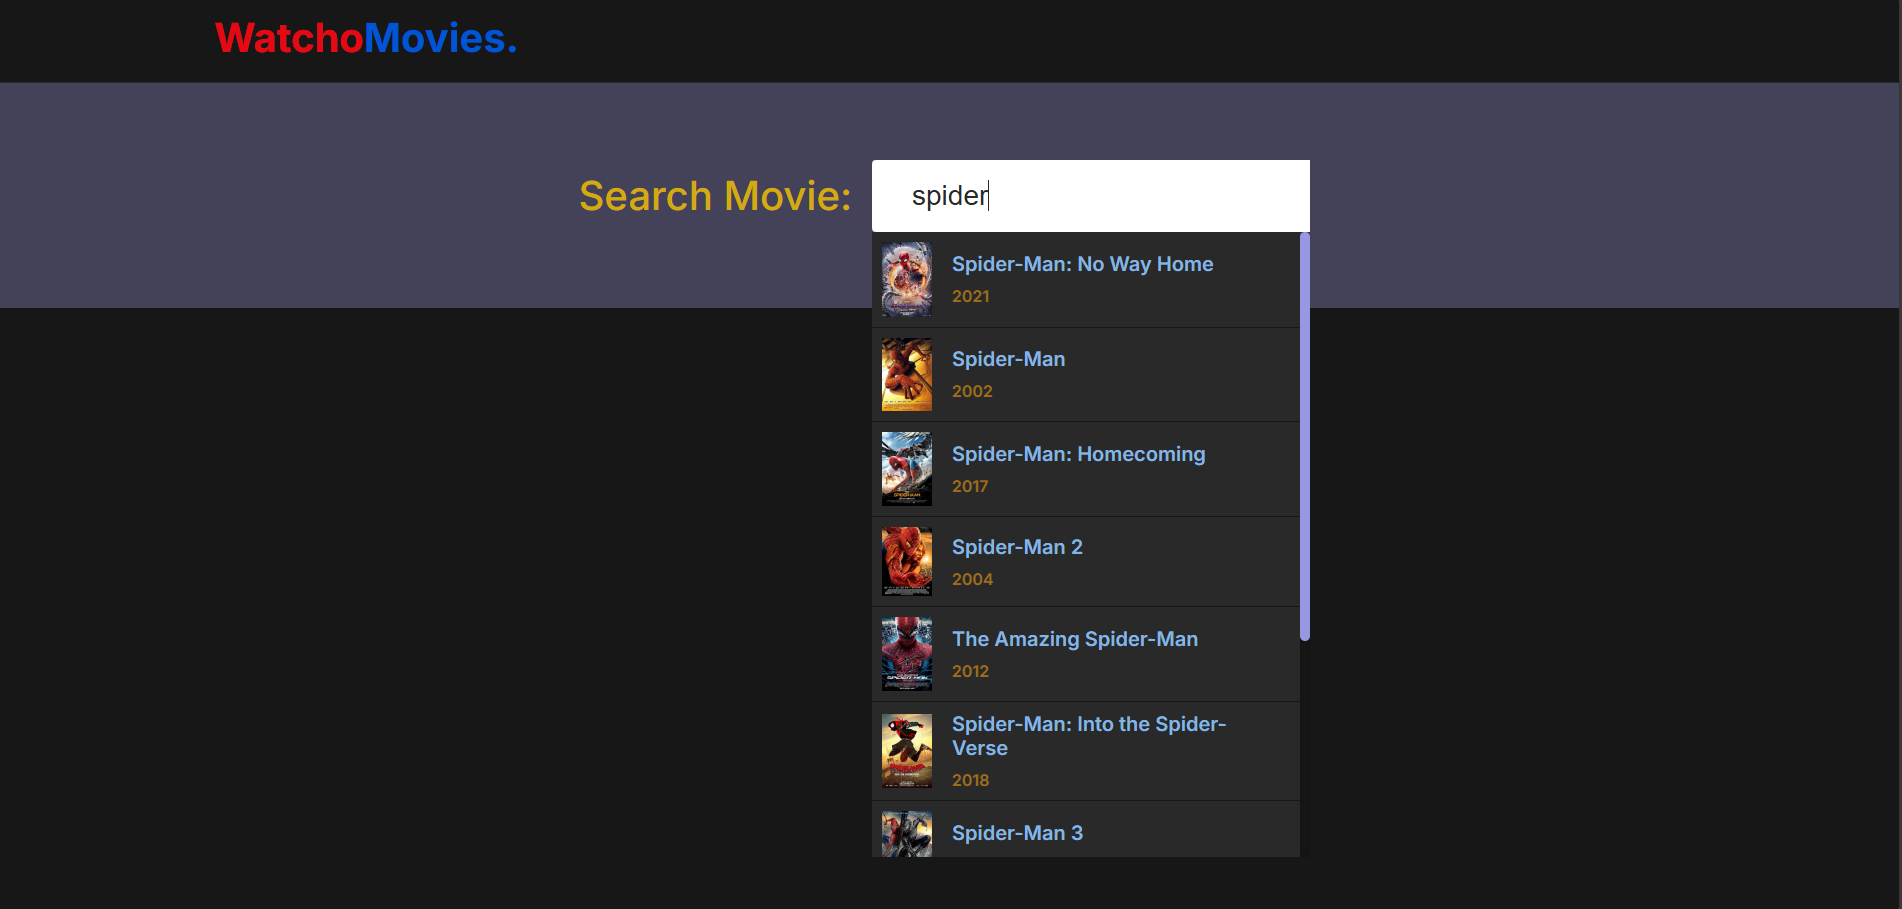 WatchoMovies.
Search Movie:
spider
Spider-Man: No Way Home
2021
Spider-Man
2002
Spider-Man: Homecoming
2017
Spider-Man 2
2004
The Amazing Spider-Man
2012
Spider-Man: Into the Spider-
Verse
2018
Spider-Man 3